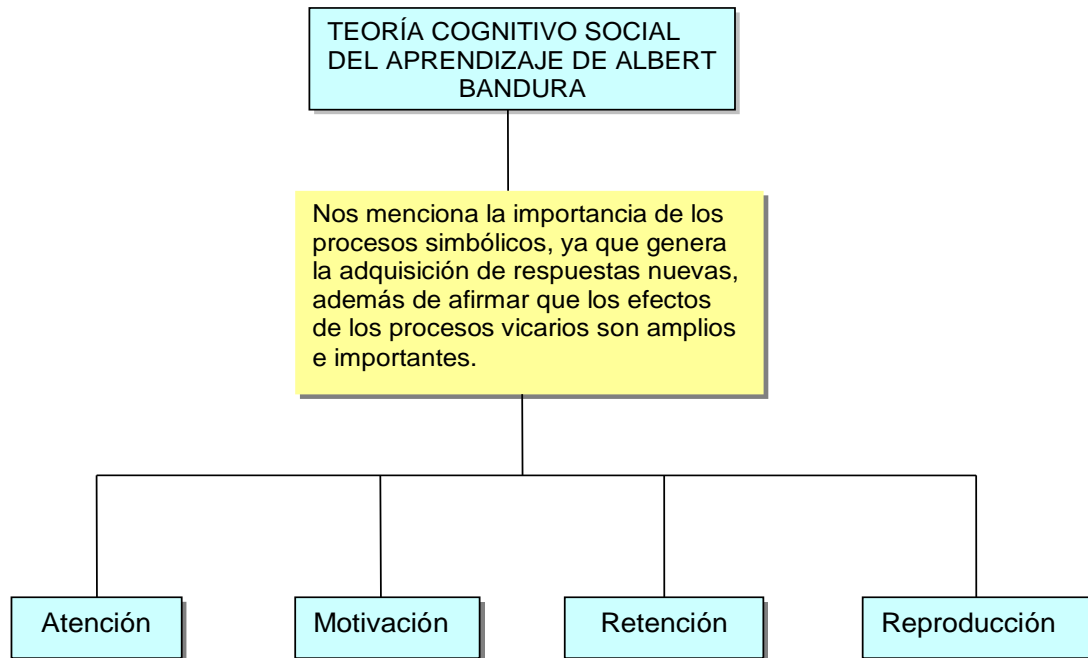 TEORÍA COGNITIVO SOCIAL
DEL APRENDIZAJE DE ALBERT
BANDURA
Nos menciona la importancia de los
procesos simbólicos, ya que genera
la adquisición de respuestas nuevas,
además de afirmar que los efectos
de los procesos vicarios son amplios
e importantes.
Atención
Motivación
Retención
Reproducción